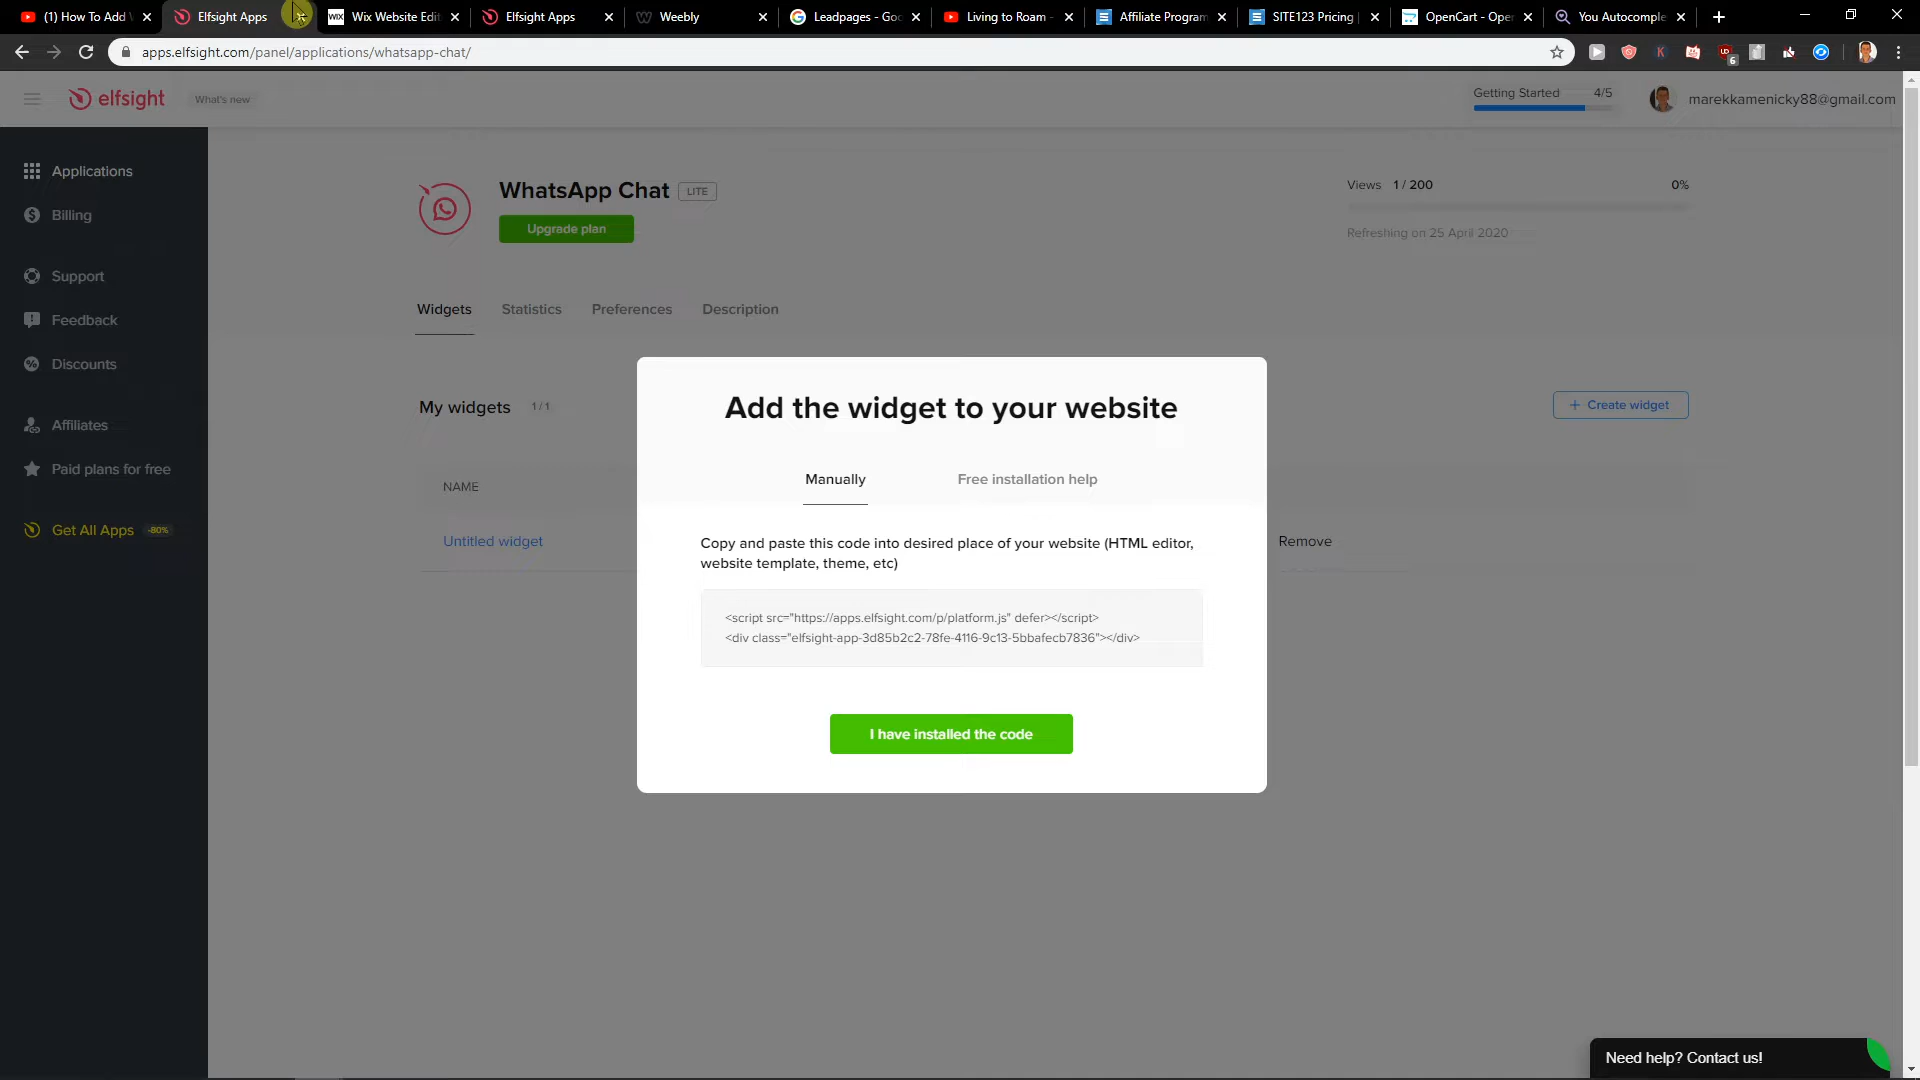 (1) How To Add
Elfsight Apps
WIX Wix Website Edit
Elfsight Apps
Weebly
Leadpages - Goo
Living to Roam -
Affiliate Program
SITE123 Pricing
OpenCart - Ope
You Autocomple
apps.elfsight.com/panel/applications/whatsapp-chat/
6
elfsight
What's new
Getting Started 4/5
marekkamenicky88@gmail.com
Applications
Billing
Support
Feedback
Discounts
Affiliates
Paid plans for free
Get All Apps -80%
WhatsApp Chat LITE
Upgrade plan
Views 1 / 200 0%
Refreshing on 25 April 2020
Widgets Statistics Preferences Description
My widgets 1 / 1
+ Create widget
NAME
Untitled widget
Remove
Add the widget to your website
Manually Free installation help
Copy and paste this code into desired place of your website (HTML editor,
website template, theme, etc)
<script src="https://apps.elfsight.com/p/platform.js" defer></script>
<div class="elfsight-app-3d85b2c2-78fe-4116-9c13-5bbafecb7836"></div>
I have installed the code
Need help? Contact us!